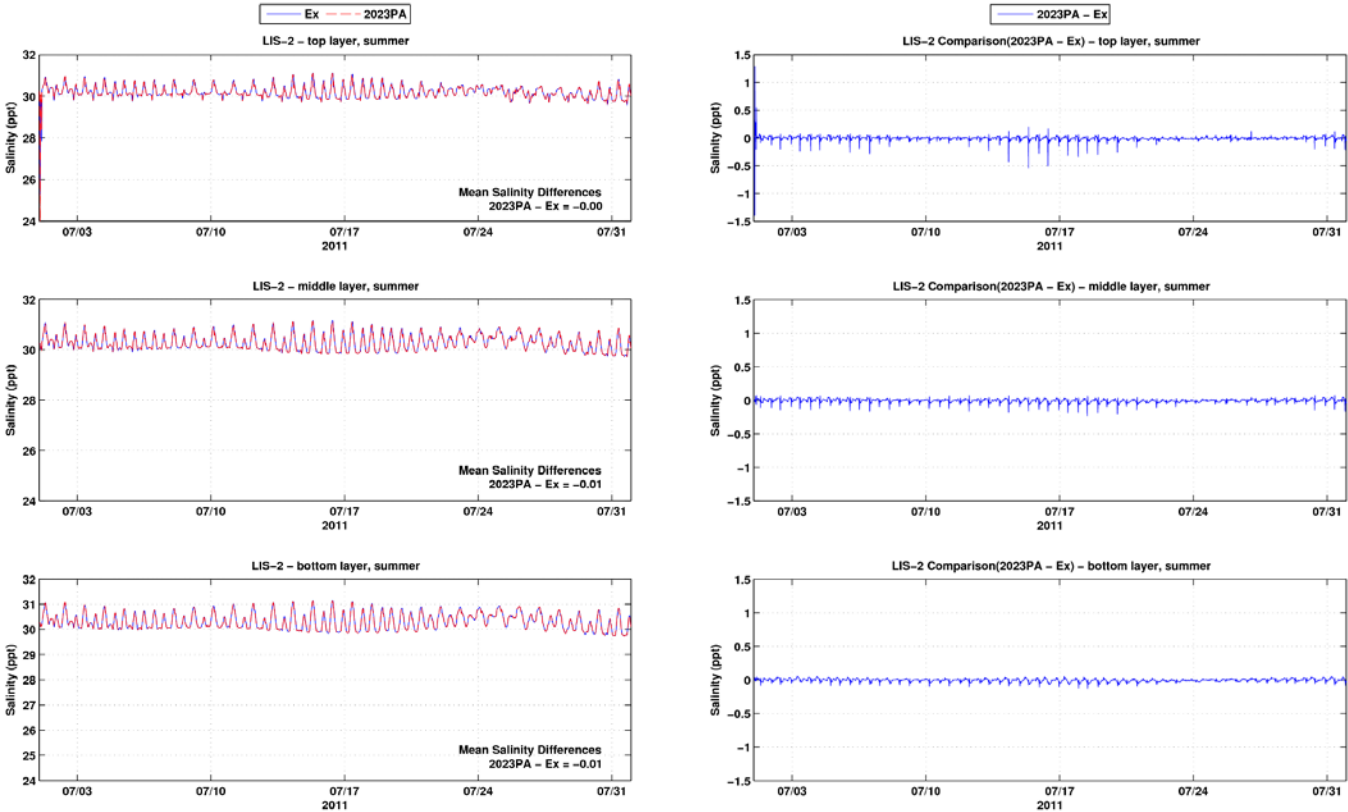 Ex 2023PA
LIS−2 − top layer, summer
Salinity (ppt)
32
30
28
26
24
Mean Salinity Differences
2023PA − Ex = −0.00
07/03 07/10 07/17 07/24 07/31
2011
2023PA − Ex
LIS−2 Comparison(2023PA − Ex) − top layer, summer
Salinity (ppt)
1.5
1
0.5
0
−0.5
−1
−1.5
07/03 07/10 07/17 07/24 07/31
2011
LIS−2 − middle layer, summer
Salinity (ppt)
32
30
28
26
24
Mean Salinity Differences
2023PA − Ex = −0.01
07/03 07/10 07/17 07/24 07/31
2011
LIS−2 Comparison(2023PA − Ex) − middle layer, summer
Salinity (ppt)
1.5
1
0.5
0
−0.5
−1
−1.5
07/03 07/10 07/17 07/24 07/31
2011
LIS−2 − bottom layer, summer
Salinity (ppt)
32
31
30
29
28
27
26
25
24
Mean Salinity Differences
2023PA − Ex = −0.01
07/03 07/10 07/17 07/24 07/31
2011
LIS−2 Comparison(2023PA − Ex) − bottom layer, summer
Salinity (ppt)
1.5
1
0.5
0
−0.5
−1
−1.5
07/03 07/10 07/17 07/24 07/31
2011